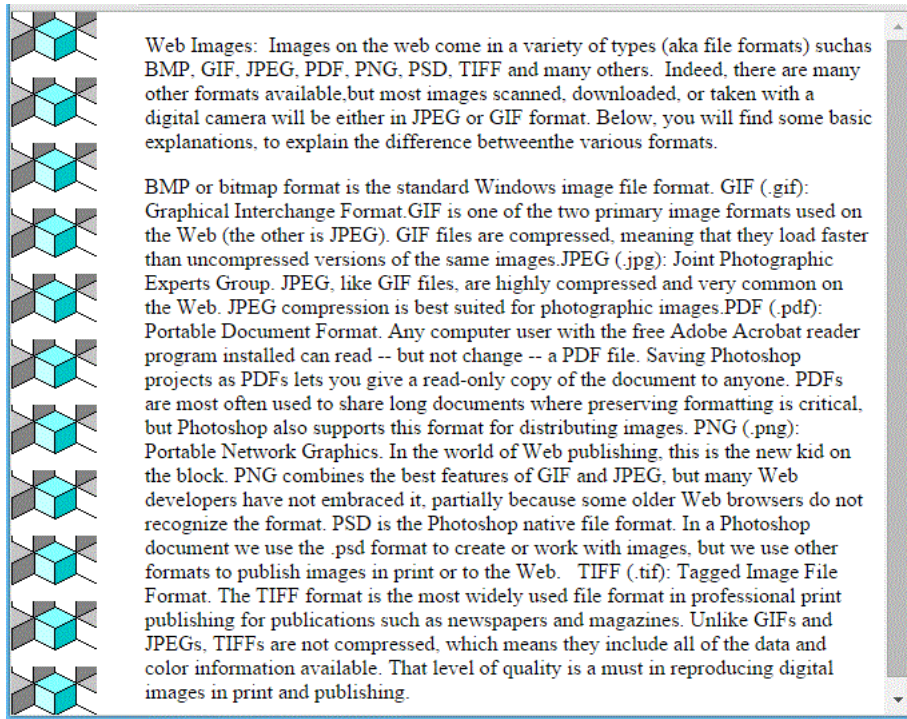 Web Images:  Images on the web come in a variety of types (aka file formats) suchas
BMP, GIF, JPEG, PDF, PNG, PSD, TIFF and many others.  Indeed, there are many
other formats available,but most images scanned, downloaded, or taken with a
digital camera will be either in JPEG or GIF format. Below, you will find some basic
explanations, to explain the difference betweenthe various formats.

BMP or bitmap format is the standard Windows image file format. GIF (.gif):
Graphical Interchange Format.GIF is one of the two primary image formats used on
the Web (the other is JPEG). GIF files are compressed, meaning that they load faster
than uncompressed versions of the same images.JPEG (.jpg): Joint Photographic
Experts Group. JPEG, like GIF files, are highly compressed and very common on
the Web. JPEG compression is best suited for photographic images.PDF (.pdf):
Portable Document Format. Any computer user with the free Adobe Acrobat reader
program installed can read -- but not change -- a PDF file. Saving Photoshop
projects as PDFs lets you give a read-only copy of the document to anyone. PDFs
are most often used to share long documents where preserving formatting is critical,
but Photoshop also supports this format for distributing images. PNG (.png):
Portable Network Graphics. In the world of Web publishing, this is the new kid on
the block. PNG combines the best features of GIF and JPEG, but many Web
developers have not embraced it, partially because some older Web browsers do not
recognize the format. PSD is the Photoshop native file format. In a Photoshop
document we use the .psd format to create or work with images, but we use other
formats to publish images in print or to the Web.   TIFF (.tif): Tagged Image File
Format. The TIFF format is the most widely used file format in professional print
publishing for publications such as newspapers and magazines. Unlike GIFs and
JPEGs, TIFFs are not compressed, which means they include all of the data and
color information available. That level of quality is a must in reproducing digital
images in print and publishing.